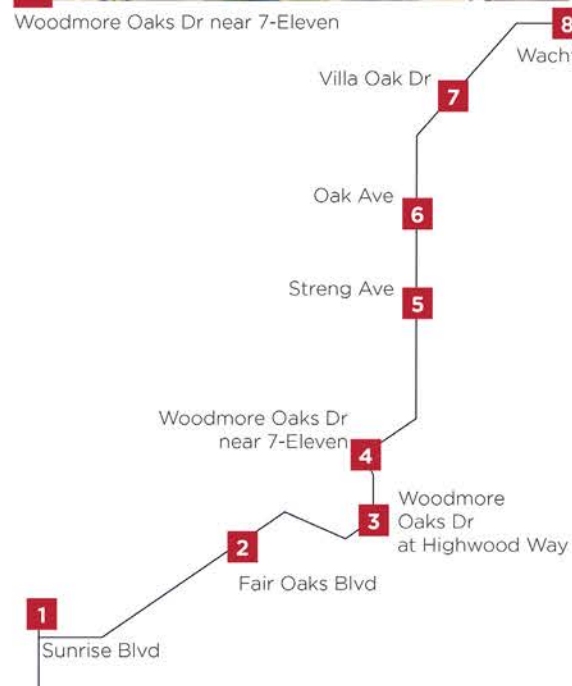 Woodmore Oaks Dr near 7-Eleven
8
Villa Oak Dr
7
Oak Ave
6
Streng Ave
5
Woodmore Oaks Dr
near 7-Eleven
4
Woodmore
Oaks Dr
at Highwood Way
3
2
Fair Oaks Blvd
1
Sunrise Blvd